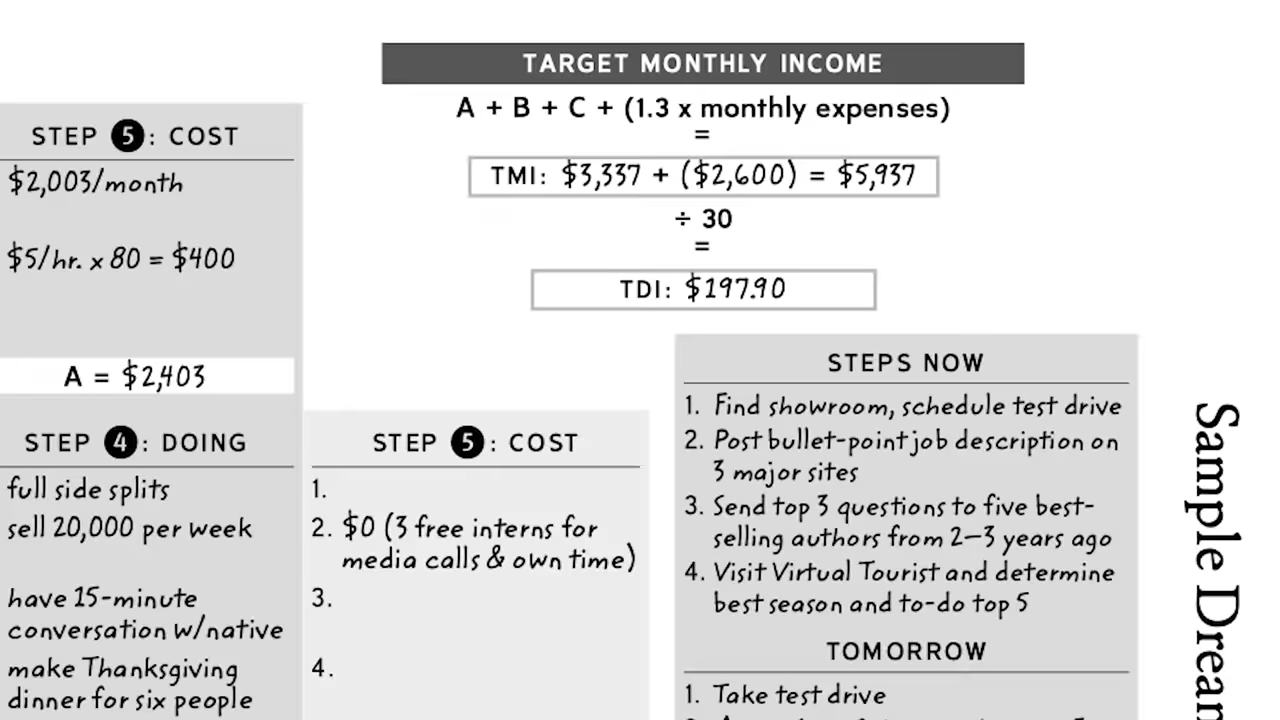 TARGET MONTHLY INCOME
A + B + C + (1.3 x monthly expenses)
=
TMI: $3,337 + ($2,600) = $5,937
÷ 30
=
TDI: $197.90
STEP 5: COST
$2,003/month
$5/hr. x 80 = $400
A = $2,403
STEP 4: DOING
full side splits
sell 20,000 per week
have 15-minute
conversation w/native
make Thanksgiving
dinner for six people
STEP 5: COST
1.
2. $0 (3 free interns for
media calls & own time)
3.
4.
STEPS NOW
1. Find showroom, schedule test drive
2. Post bullet-point job description on
3 major sites
3. Send top 3 questions to five best-
selling authors from 2–3 years ago
4. Visit Virtual Tourist and determine
best season and to-do top 5
TOMORROW
1. Take test drive
Sample Dream